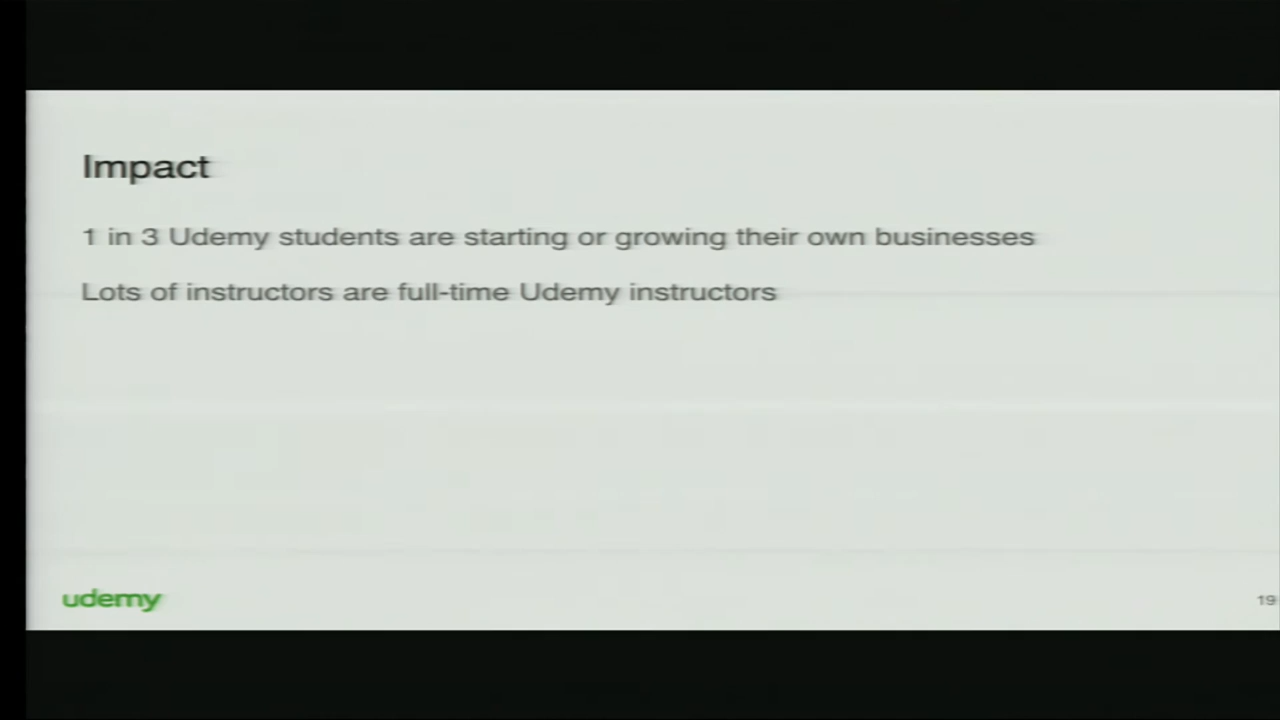 Impact
1 in 3 Udemy students are starting or growing their own businesses
Lots of instructors are full-time Udemy instructors
udemy
19